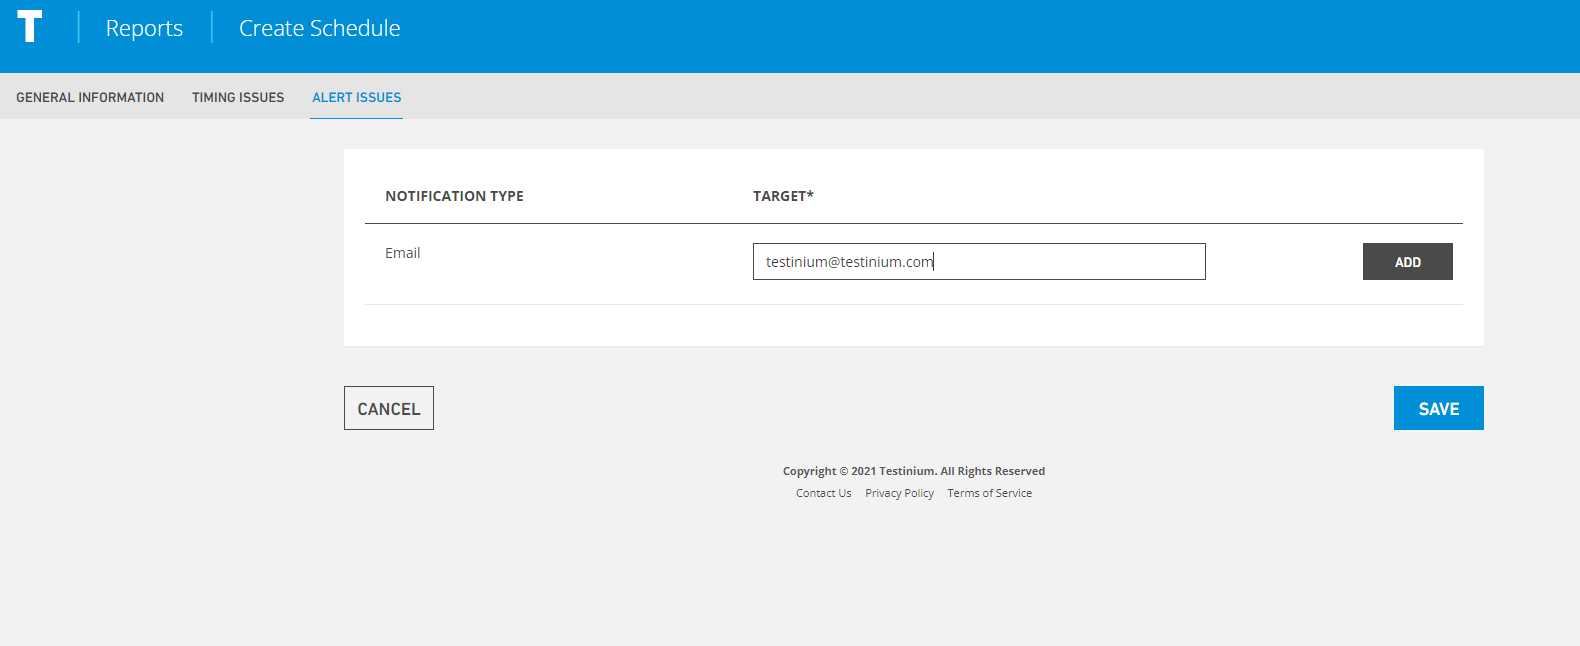 T Reports Create Schedule
GENERAL INFORMATION TIMING ISSUES ALERT ISSUES
NOTIFICATION TYPE TARGET*
Email testinium@testinium.com ADD
CANCEL SAVE
Copyright © 2021 Testinium. All Rights Reserved
Contact Us Privacy Policy Terms of Service